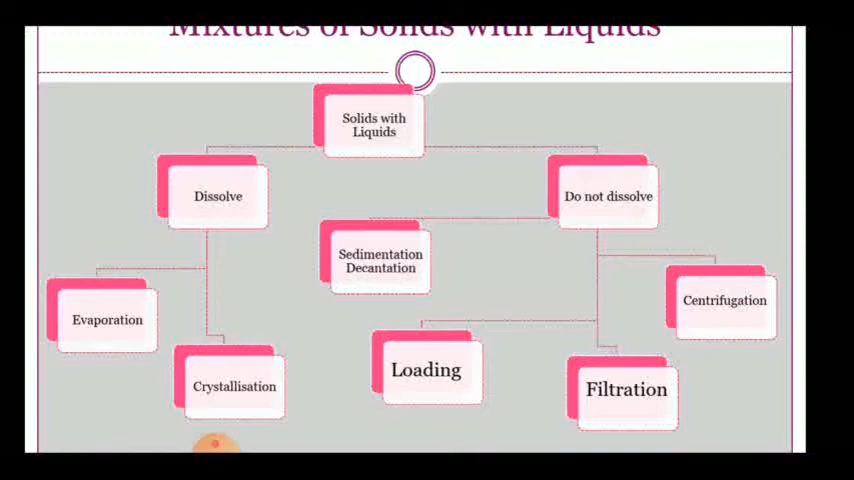 Mixtures of Solids with Liquids
Solids with
Liquids
Dissolve
Do not dissolve
Sedimentation
Decantation
Centrifugation
Evaporation
Crystallisation
Loading
Filtration